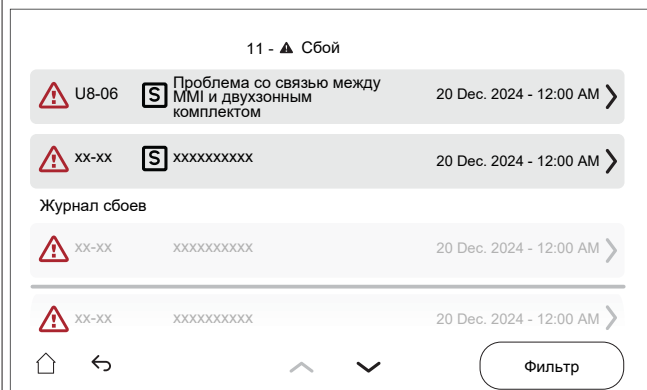 11 - Сбой
U8-06 S Проблема со связью между
MMI и двухзонным
комплектом 20 Dec. 2024 - 12:00 AM
xx-xx S xxxxxxxxxx 20 Dec. 2024 - 12:00 AM
Журнал сбоев
xx-xx xxxxxxxxxx 20 Dec. 2024 - 12:00 AM
xx-xx xxxxxxxxxx 20 Dec. 2024 - 12:00 AM
Фильтр